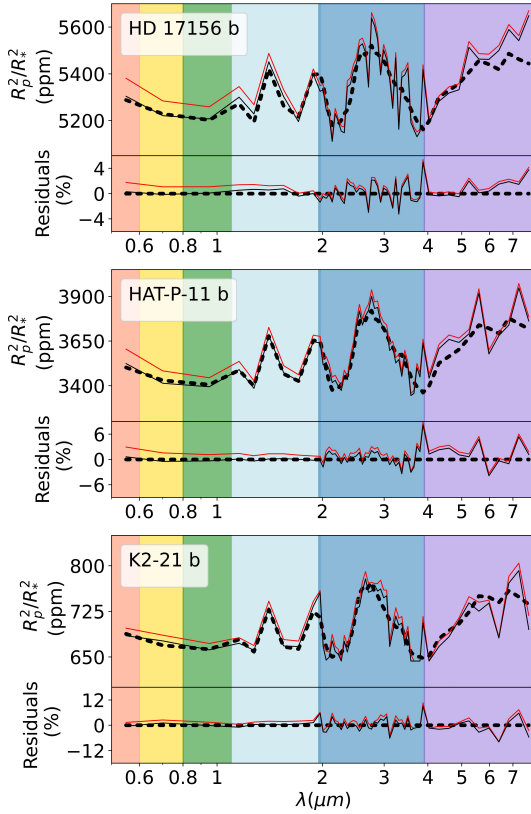 HD 17156 b
R_p^2/R_*^2
(ppm)
5600
5400
5200
Residuals
(%)
4
0
−4
0.6 0.8 1 2 3 4 5 6 7
HAT-P-11 b
R_p^2/R_*^2
(ppm)
3900
3650
3400
Residuals
(%)
6
0
−6
0.6 0.8 1 2 3 4 5 6 7
K2-21 b
R_p^2/R_*^2
(ppm)
800
725
650
Residuals
(%)
12
0
−12
0.6 0.8 1 2 3 4 5 6 7
λ(μm)